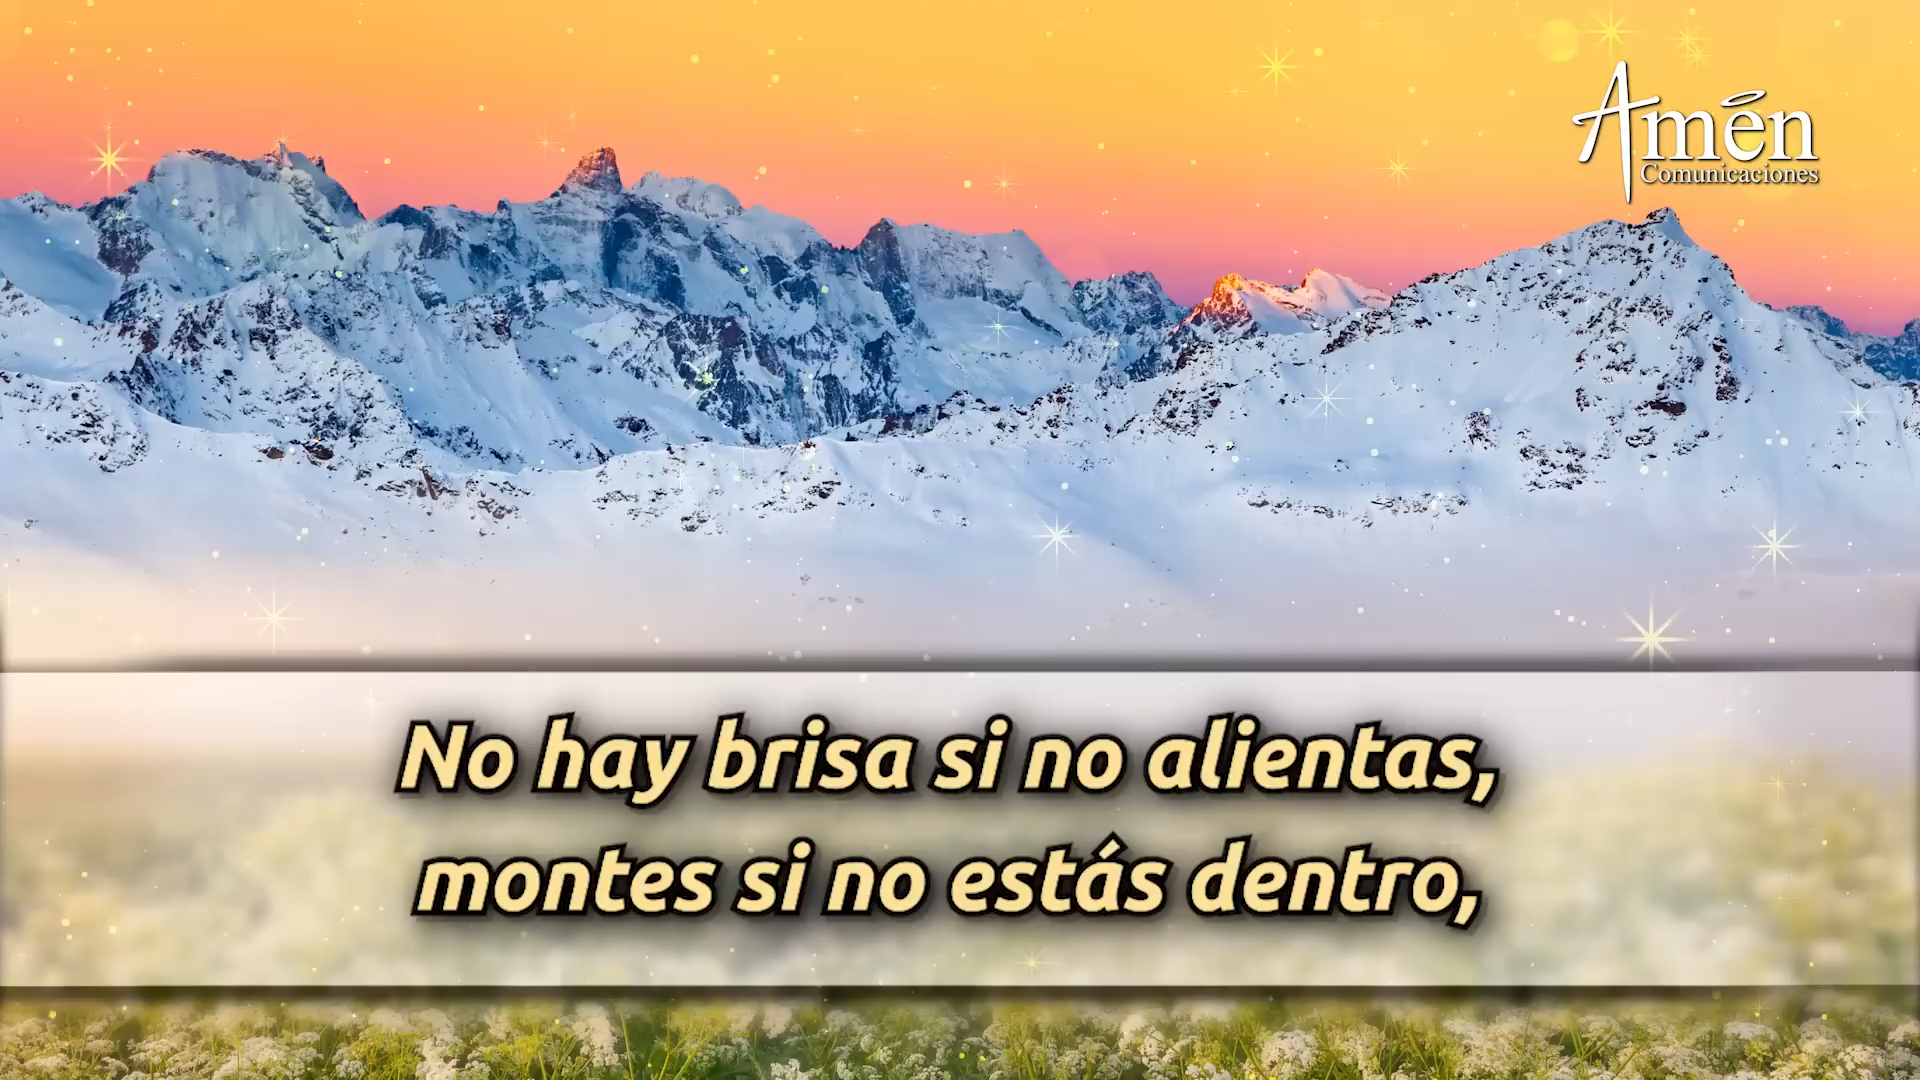 Amén
Comunicaciones
No hay brisa si no alientas,
montes si no estás dentro,